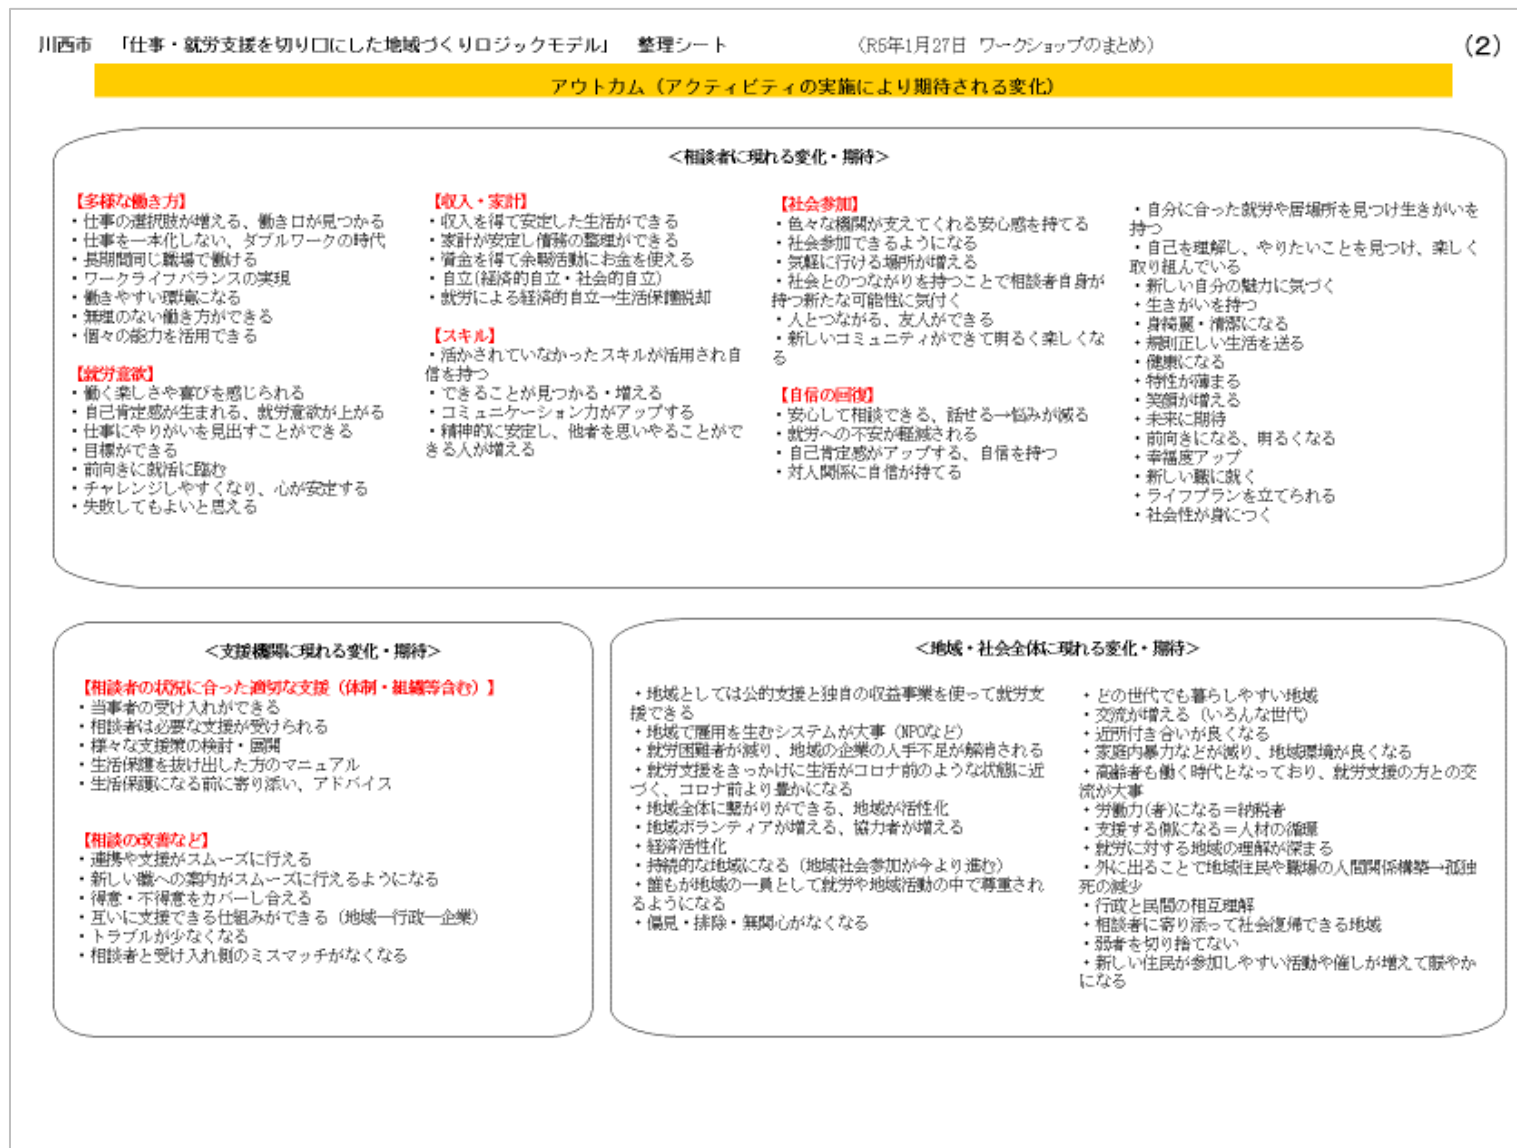 川西市　「仕事・就労支援を切り口にした地域づくりロジックモデル」　整理シート　（R5年1月27日 ワークショップのまとめ）　（2）
アウトカム（アクティビティの実施により期待される変化）
＜相談者に現れる変化・期待＞
【多様な働き方】
・仕事の選択肢が増える、働き口が見つかる
・仕事を一本化しない、ダブルワークの時代
・長期間同じ職場で働ける
・ワークライフバランスの実現
・働きやすい環境になる
・無理のない働き方ができる
・個々の能力を活用できる
【就労意欲】
・働く楽しさや喜びを感じられる
・自己肯定感が生まれる、就労意欲が上がる
・仕事にやりがいを見出すことができる
・目標ができる
・前向きに就活に臨む
・チャレンジしやすくなり、心が安定する
・失敗してもよいと思える
【収入・家計】
・収入を得て安定した生活ができる
・家計が安定し債務の整理ができる
・資金を得て余暇活動にお金を使える
・自立(経済的自立・社会的自立)
・就労による経済的自立→生活保護脱却
【スキル】
・活かされていなかったスキルが活用され自
信を持つ
・できることが見つかる・増える
・コミュニケーション力がアップする
・精神的に安定し、他者を思いやることがで
きる人が増える
【社会参加】
・色々な機関が支えてくれる安心感を持てる
・社会参加できるようになる
・気軽に行ける場所が増える
・社会とのつながりを持つことで相談者自身が
持つ新たな可能性に気付く
・人とつながる、友人ができる
・新しいコミュニティができて明るく楽しくな
る
【自信の回復】
・安心して相談できる、話せる→悩みが減る
・就労への不安が軽減される
・自己肯定感がアップする、自信を持つ
・対人関係に自信が持てる
・自分に合った就労や居場所を見つけ生きがいを
持つ
・自己を理解し、やりたいことを見つけ、楽しく
取り組んでいる
・新しい自分の魅力に気づく
・生きがいを持つ
・身綺麗・清潔になる
・規則正しい生活を送る
・健康になる
・特性が薄まる
・笑顔が増える
・未来に期待
・前向きになる、明るくなる
・幸福度アップ
・新しい職に就く
・ライフプランを立てられる
・社会性が身につく
＜支援機関に現れる変化・期待＞
【相談者の状況に合った適切な支援（体制・組織等含む）】
・当事者の受け入れができる
・相談者は必要な支援が受けられる
・様々な支援策の検討・展開
・生活保護を抜け出した方のマニュアル
・生活保護になる前に寄り添い、アドバイス
【相談の改善など】
・連携や支援がスムーズに行える
・新しい職への案内がスムーズに行えるようになる
・得意・不得意をカバーし合える
・互いに支援できる仕組みができる（地域―行政―企業）
・トラブルが少なくなる
・相談者と受け入れ側のミスマッチがなくなる
＜地域・社会全体に現れる変化・期待＞
・地域としては公的支援と独自の収益事業を使って就労支
援できる
・地域で雇用を生むシステムが大事（NPOなど）
・就労困難者が減り、地域の企業の人手不足が解消される
・就労支援をきっかけに生活がコロナ前のような状態に近
づく、コロナ前より豊かになる
・地域全体に繋がりができる、地域が活性化
・地域ボランティアが増える、協力者が増える
・経済活性化
・持続的な地域になる（地域社会参加が今より進む）
・誰もが地域の一員として就労や地域活動の中で尊重され
るようになる
・偏見・排除・無関心がなくなる
・どの世代でも暮らしやすい地域
・交流が増える（いろんな世代）
・近所付き合いが良くなる
・家庭内暴力などが減り、地域環境が良くなる
・高齢者も働く時代となっており、就労支援の方との交
流が大事
・労働力(者)になる＝納税者
・支援する側になる＝人材の循環
・就労に対する地域の理解が深まる
・外に出ることで地域住民や職場の人間関係構築→孤独
死の減少
・行政と民間の相互理解
・相談者に寄り添って社会復帰できる地域
・弱者を切り捨てない
・新しい住民が参加しやすい活動や催しが増えて賑やか
になる